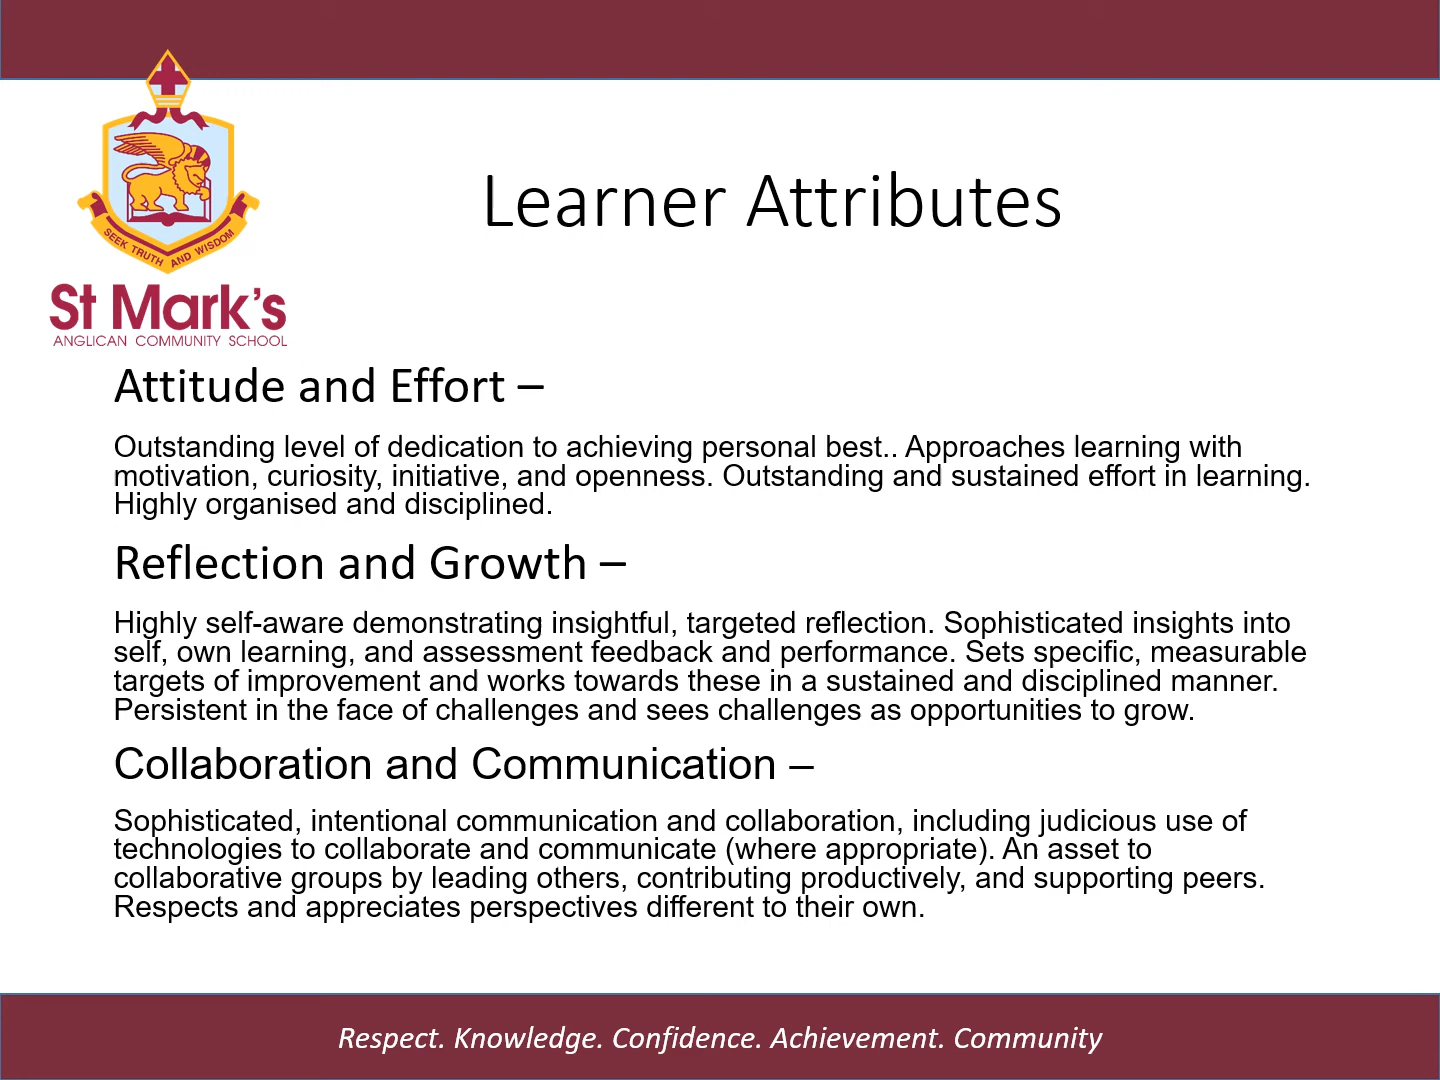 SEEK TRUTH AND WISDOM
St Mark's
ANGLICAN COMMUNITY SCHOOL
Learner Attributes
Attitude and Effort –
Outstanding level of dedication to achieving personal best.. Approaches learning with
motivation, curiosity, initiative, and openness. Outstanding and sustained effort in learning.
Highly organised and disciplined.
Reflection and Growth –
Highly self-aware demonstrating insightful, targeted reflection. Sophisticated insights into
self, own learning, and assessment feedback and performance. Sets specific, measurable
targets of improvement and works towards these in a sustained and disciplined manner.
Persistent in the face of challenges and sees challenges as opportunities to grow.
Collaboration and Communication –
Sophisticated, intentional communication and collaboration, including judicious use of
technologies to collaborate and communicate (where appropriate). An asset to
collaborative groups by leading others, contributing productively, and supporting peers.
Respects and appreciates perspectives different to their own.
Respect. Knowledge. Confidence. Achievement. Community